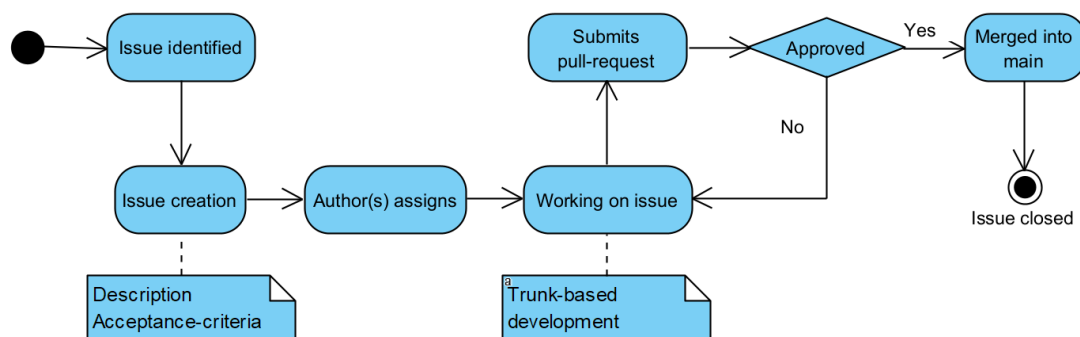 Issue identified
Submits
pull-request
Approved
Yes
Merged into
main
No
Issue creation
Author(s) assigns
Working on issue
Issue closed
Description
Acceptance-criteria
a
Trunk-based
development